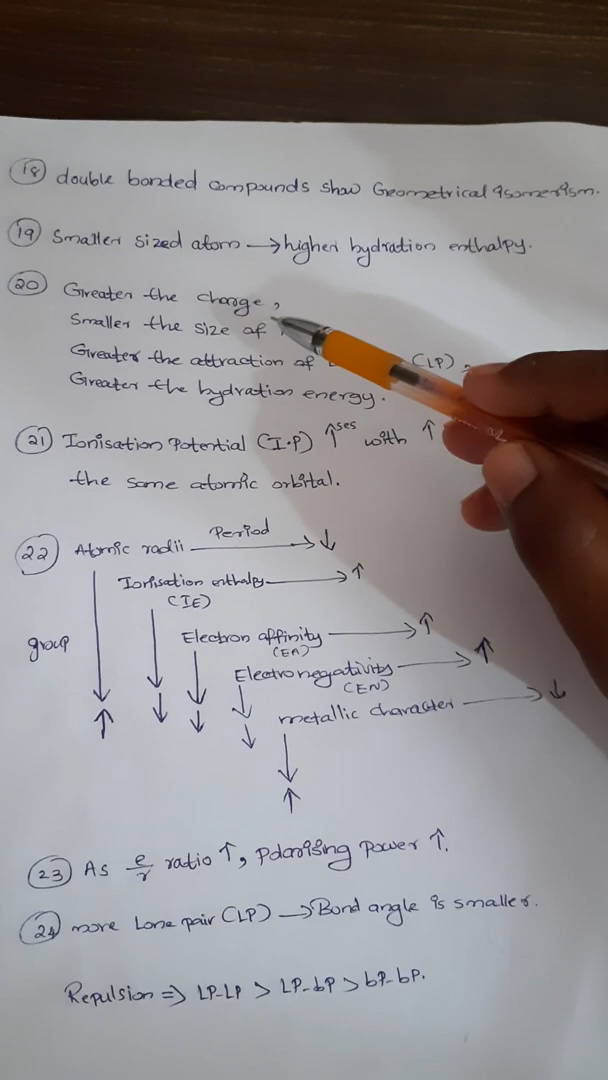 18 double bonded compounds show Geometrical isomerism.
19 Smaller sized atom → higher hydration enthalpy.
20 Greater the charge,
Smaller the size of
Greater the attraction of (LP),
Greater the hydration energy.
21 Ionisation Potential (I.P) ↑ses with ↑
the same atomic orbital.
Period
22 Atomic radii → ↓
Ionisation enthalpy → ↑
(IE)
group
Electron affinity → ↑
(EA)
Electronegativity → ↑
(EN)
metallic character → ↓
↓ ↓ ↓ ↓ ↓
↑ ↓ ↓ ↓ ↑
23 As e/r ratio ↑, Polarising Power ↑.
24 more Lone pair (LP) → Bond angle is smaller.
Repulsion ⇒ LP-LP > LP-bP > bP-bP.